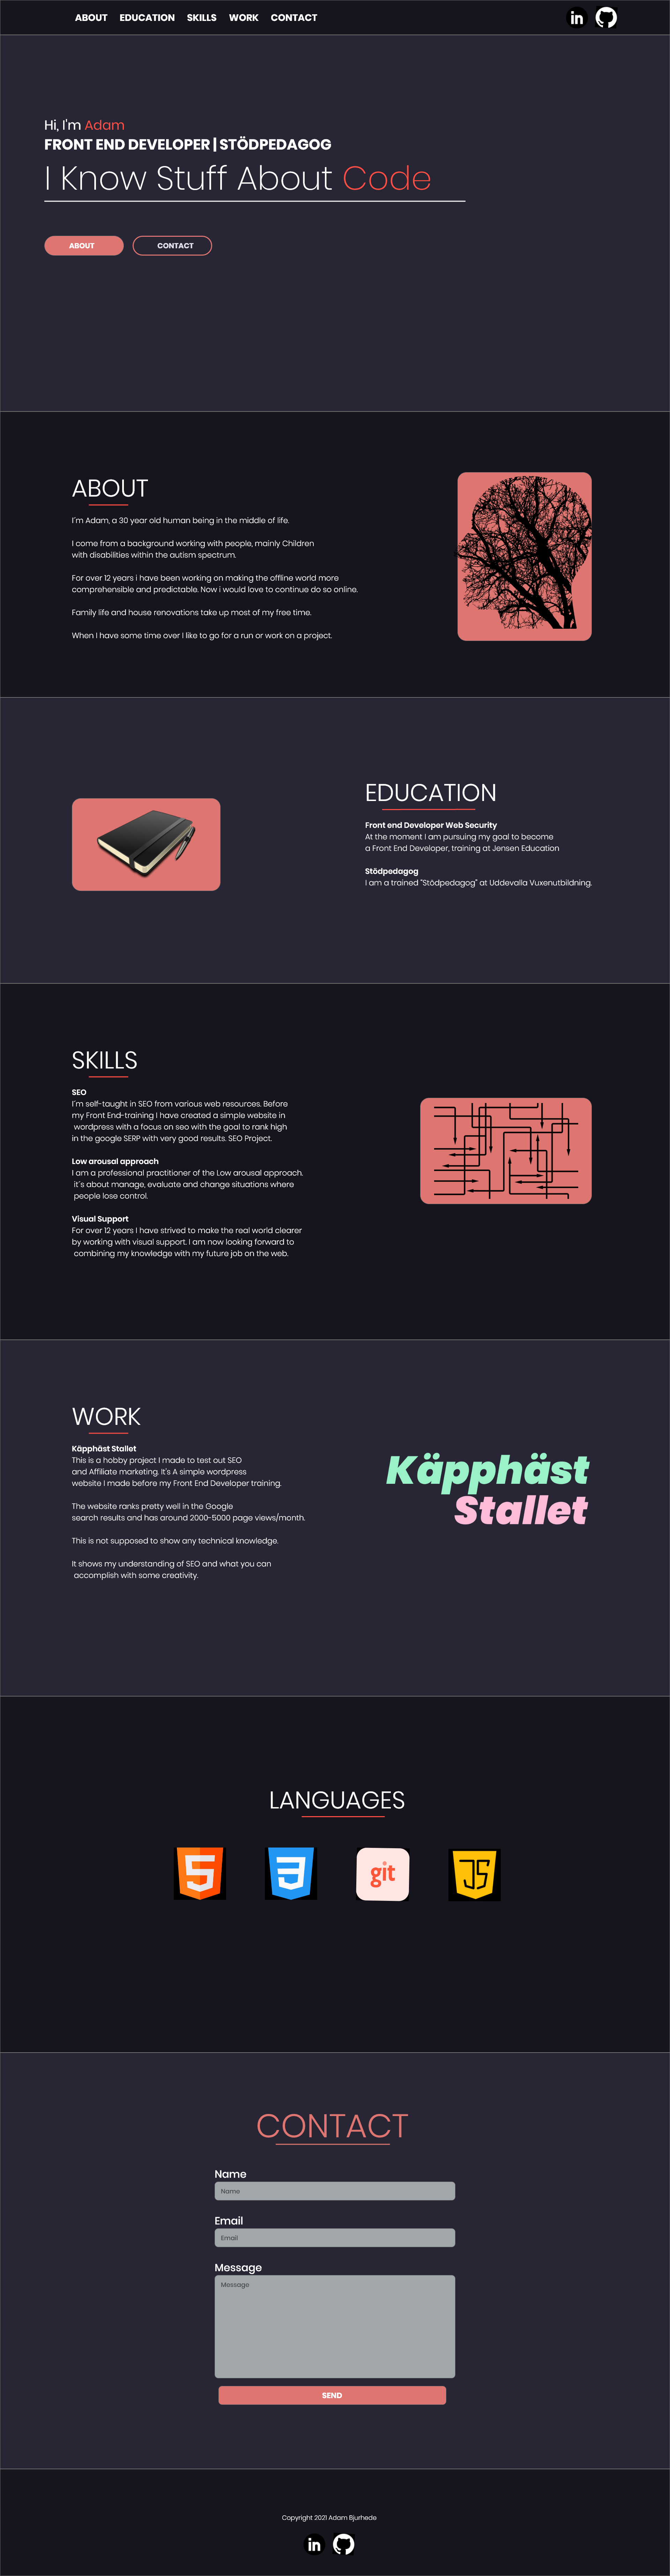 ABOUT EDUCATION SKILLS WORK CONTACT
in
Hi, I'm Adam
FRONT END DEVELOPER | STÖDPEDAGOG
I Know Stuff About Code
ABOUT CONTACT
ABOUT
I´m Adam, a 30 year old human being in the middle of life.
I come from a background working with people, mainly Children
with disabilities within the autism spectrum.
For over 12 years i have been working on making the offline world more
comprehensible and predictable. Now i would love to continue do so online.
Family life and house renovations take up most of my free time.
When I have some time over I like to go for a run or work on a project.
EDUCATION
Front end Developer Web Security
At the moment I am pursuing my goal to become
a Front End Developer, training at Jensen Education
Stödpedagog
I am a trained "Stödpedagog" at Uddevalla Vuxenutbildning.
SKILLS
SEO
I´m self-taught in SEO from various web resources. Before
my Front End-training I have created a simple website in
wordpress with a focus on seo with the goal to rank high
in the google SERP with very good results. SEO Project.
Low arousal approach
I am a professional practitioner of the Low arousal approach.
it´s about manage, evaluate and change situations where
people lose control.
Visual Support
For over 12 years I have strived to make the real world clearer
by working with visual support. I am now looking forward to
combining my knowledge with my future job on the web.
WORK
Käpphäst Stallet
This is a hobby project I made to test out SEO
and Affiliate marketing. It's A simple wordpress
website I made before my Front End Developer training.
The website ranks pretty well in the Google
search results and has around 2000-5000 page views/month.
This is not supposed to show any technical knowledge.
It shows my understanding of SEO and what you can
accomplish with some creativity.
Käpphäst
Stallet
LANGUAGES
5 3 git JS
CONTACT
Name
Name
Email
Email
Message
Message
SEND
Copyright 2021 Adam Bjurhede
in